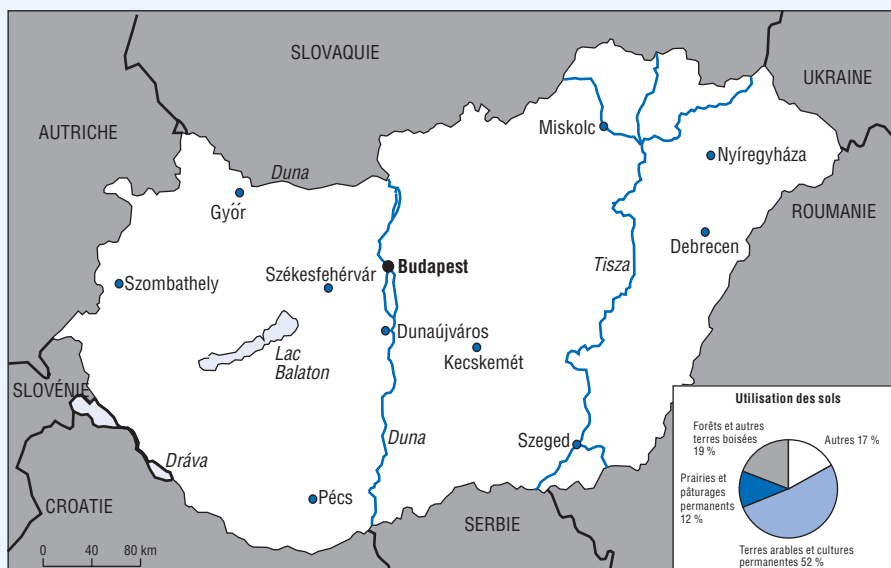 SLOVAQUIE
UKRAINE
AUTRICHE
Miskolc
Nyíregyháza
Duna
Győr
ROUMANIE
Debrecen
Tisza
Budapest
Szombathely
Székesfehérvár
Dunaújváros
Lac
Balaton
Kecskemét
SLOVÉNIE
Duna
Szeged
Dráva
Pécs
CROATIE
SERBIE
0 40 80 km
Utilisation des sols
Forêts et autres
terres boisées
19 %
Autres 17 %
Prairies et
pâturages
permanents
12 %
Terres arables et cultures
permanentes 52 %